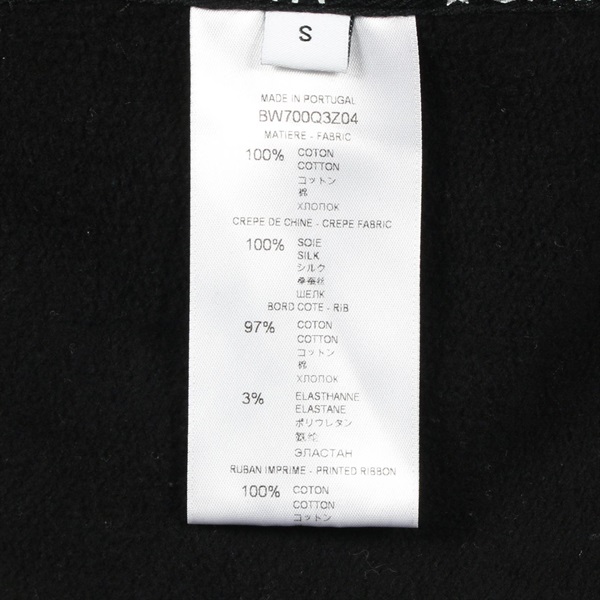 S
MADE IN PORTUGAL
BW700Q3Z04
MATIERE - FABRIC
100% COTON
COTTON
コットン
棉
ХЛОПОК
CREPE DE CHINE - CREPE FABRIC
100% SOIE
SILK
シルク
桑蚕丝
ШЕЛК
BORD COTE - RIB
97% COTON
COTTON
コットン
棉
ХЛОПОК
3% ELASTHANNE
ELASTANE
ポリウレタン
ЭЛАСТАН
RUBAN IMPRIME - PRINTED RIBBON
100% COTON
COTTON
コットン